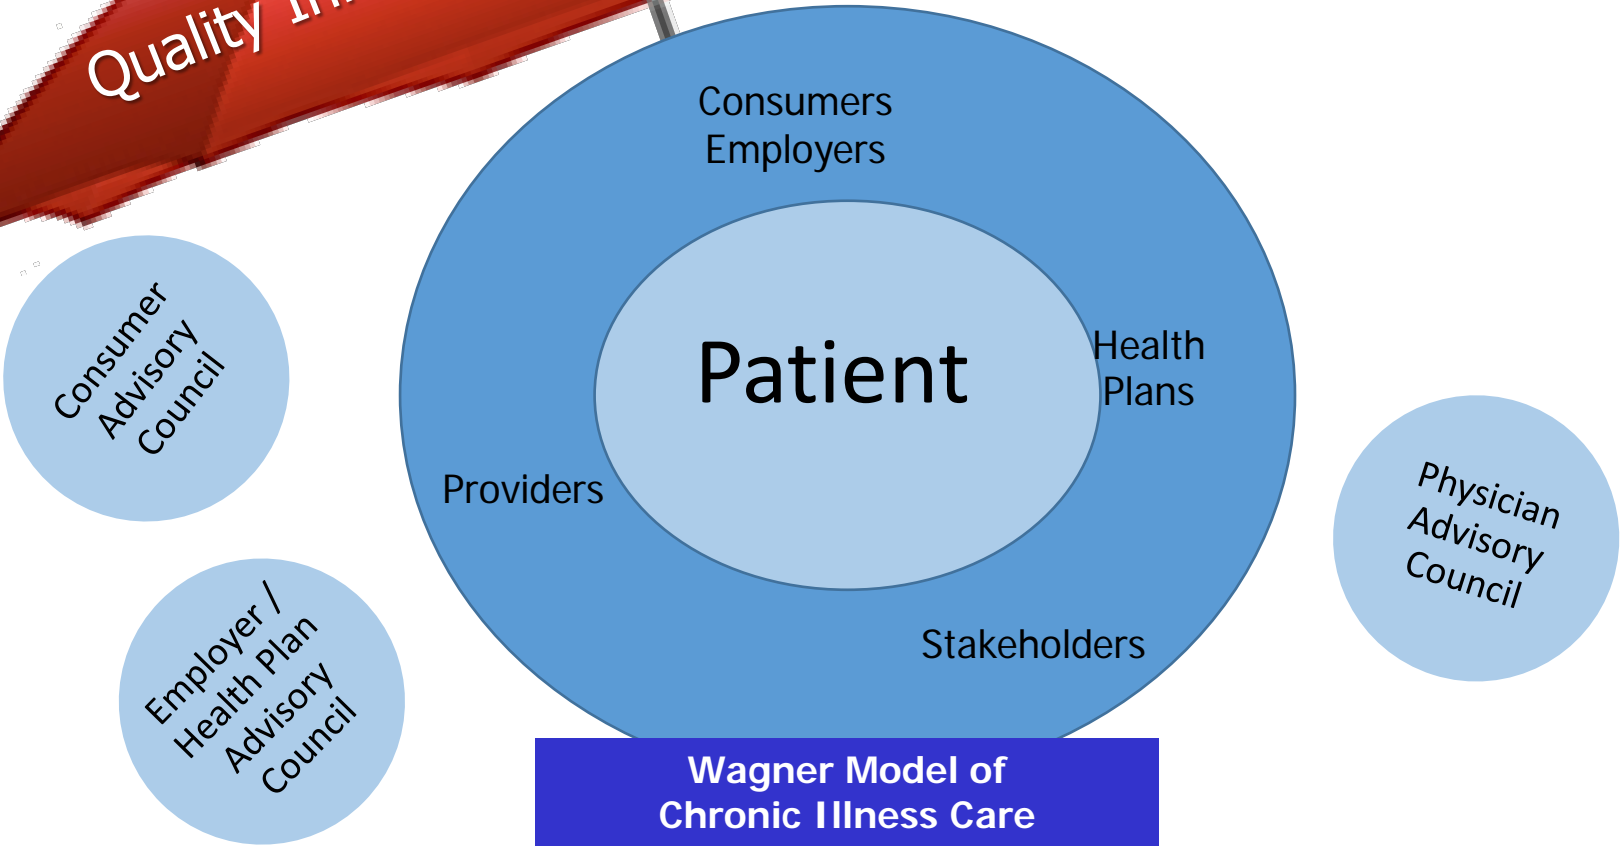 Quality
Consumers
Employers
Consumer
Advisory
Council
Patient
Health
Plans
Providers
Physician
Advisory
Council
Employer /
Health Plan
Advisory
Council
Stakeholders
Wagner Model of
Chronic Illness Care